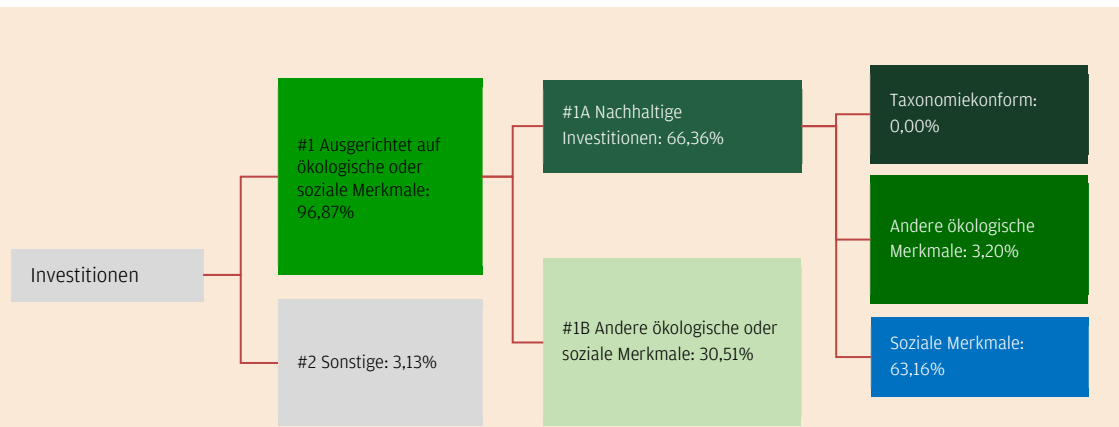 Investitionen
#1 Ausgerichtet auf
ökologische oder
soziale Merkmale:
96,87%
#2 Sonstige: 3,13%
#1A Nachhaltige
Investitionen: 66,36%
#1B Andere ökologische oder
soziale Merkmale: 30,51%
Taxonomiekonform:
0,00%
Andere ökologische
Merkmale: 3,20%
Soziale Merkmale:
63,16%